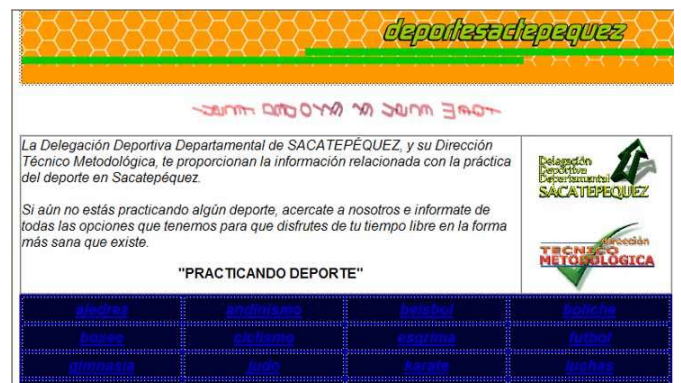 deportesactepequez
La Delegación Deportiva Departamental de SACATEPÉQUEZ, y su Dirección
Técnico Metodológica, te proporcionan la información relacionada con la práctica
del deporte en Sacatepéquez.
Si aún no estás practicando algún deporte, acercate a nosotros e informate de
todas las opciones que tenemos para que disfrutes de tu tiempo libre en la forma
más sana que existe.
"PRACTICANDO DEPORTE"
Delegación
Deportiva
Departamental
SACATEPEQUEZ
Dirección
TECNICO
METODOLOGICA
ajedrez andinismo beisbol boliche
boxeo ciclismo esgrima futbol
gimnasia judo karate luchas